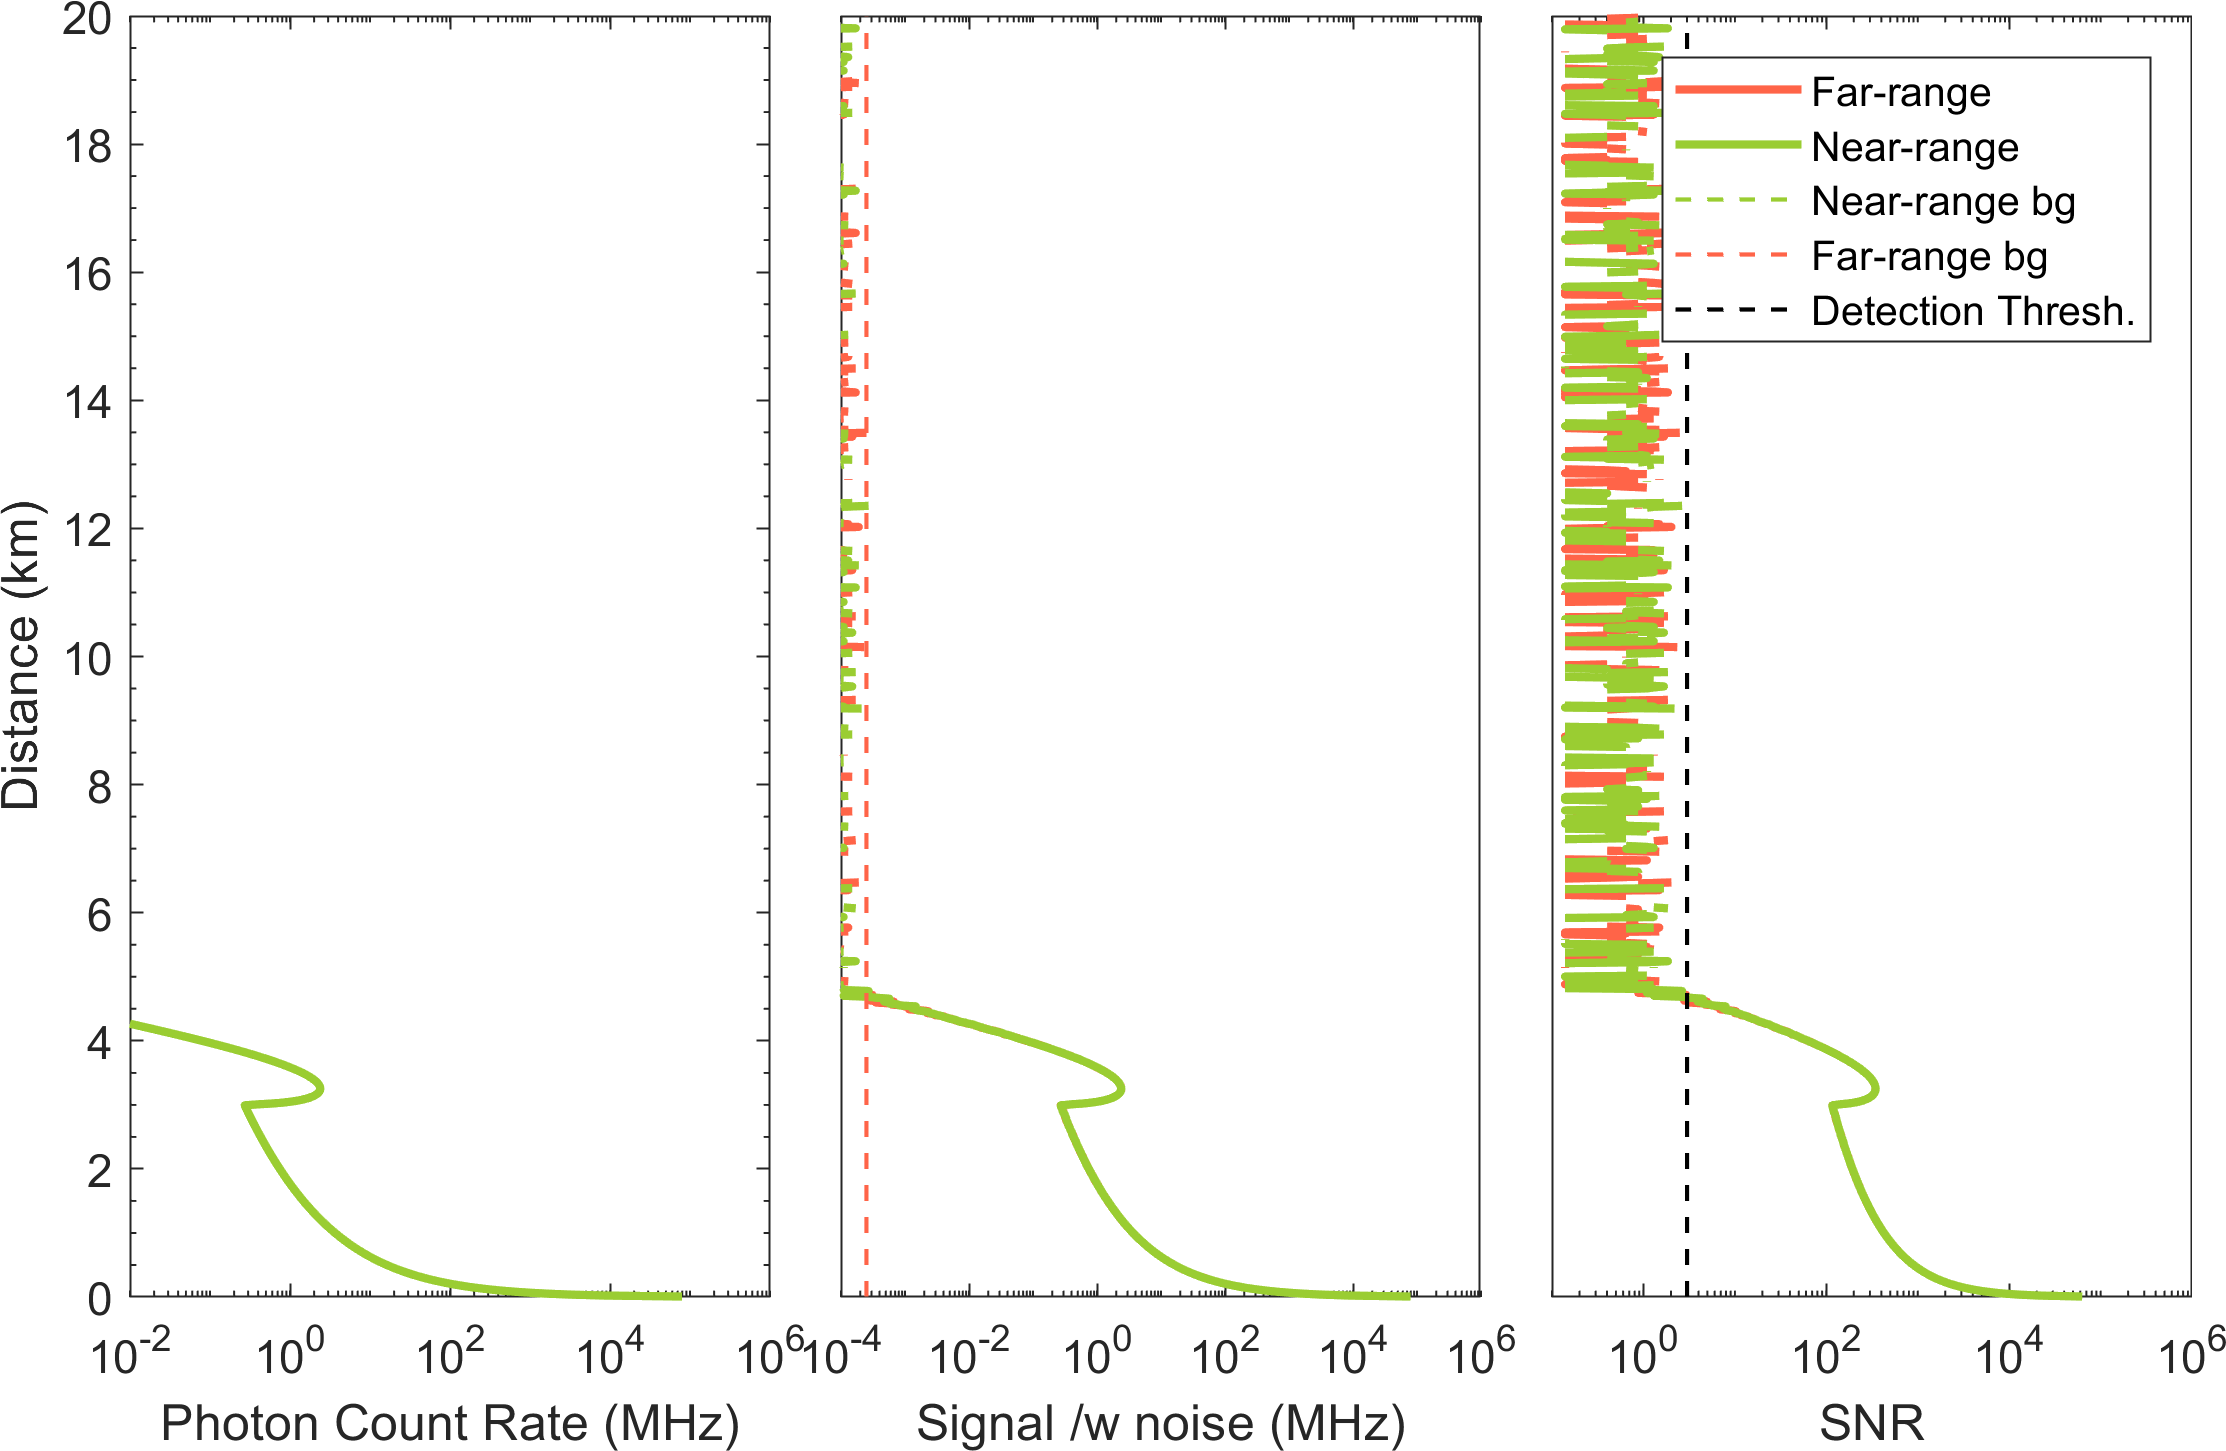 20
18
16
14
12
10
8
6
4
2
0
Distance (km)
10^-2 10^0 10^2 10^4 10^6
Photon Count Rate (MHz)
10^-4 10^-2 10^0 10^2 10^4 10^6
Signal /w noise (MHz)
10^0 10^2 10^4 10^6
SNR
Far-range
Near-range
Near-range bg
Far-range bg
Detection Thresh.